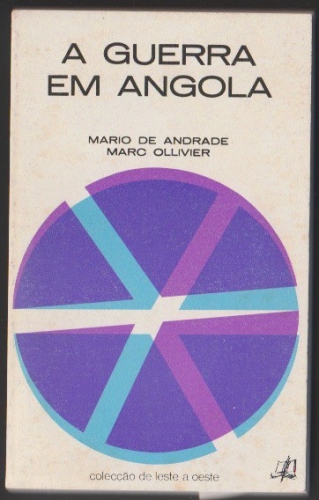 A GUERRA
EM ANGOLA
MARIO DE ANDRADE
MARC OLLIVIER
colecção de leste a oeste